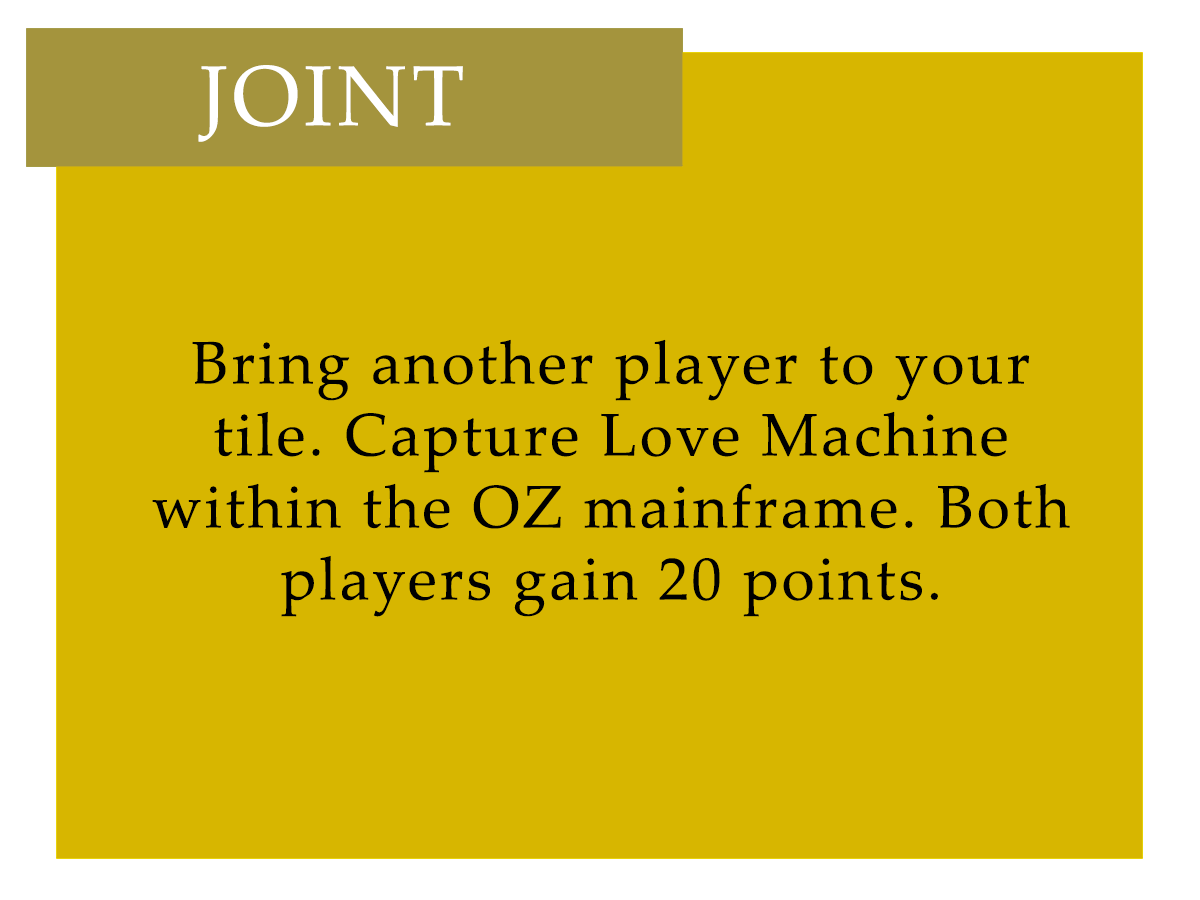 JOINT
Bring another player to your
tile. Capture Love Machine
within the OZ mainframe. Both
players gain 20 points.